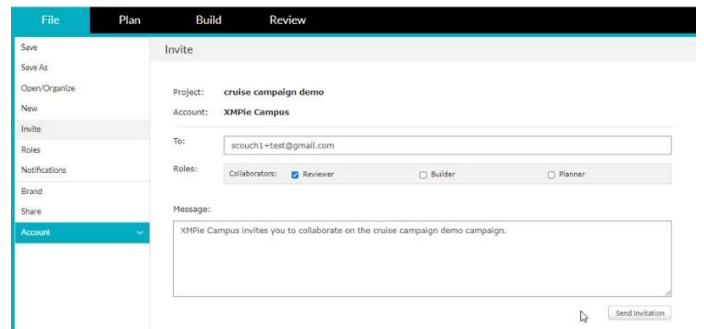 File Plan Build Review
Save
Save As
Open/Organize
New
Invite
Roles
Notifications
Brand
Share
Account
Invite
Project: cruise campaign demo
Account: XMPie Campus
To: scouch1+test@gmail.com
Roles: Collaborators: Reviewer Builder Planner
Message:
XMPie Campus invites you to collaborate on the cruise campaign demo campaign.
Send Invitation